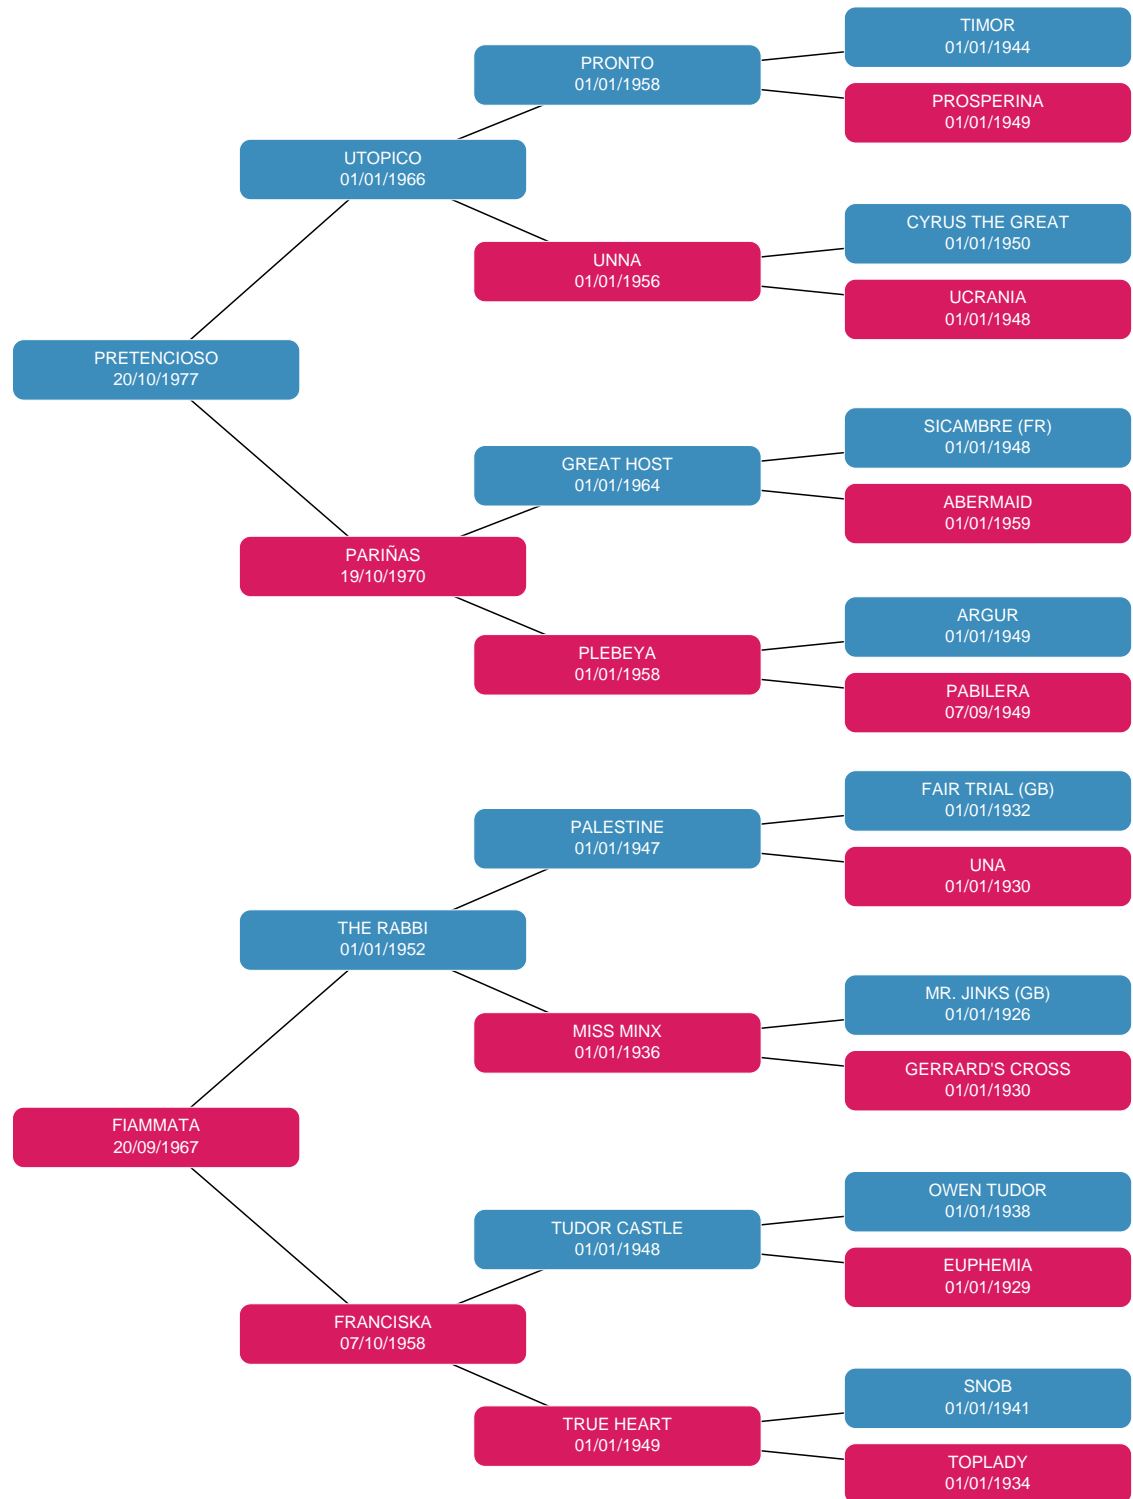 TIMOR
01/01/1944
PRONTO
01/01/1958
PROSPERINA
01/01/1949
UTOPICO
01/01/1966
CYRUS THE GREAT
01/01/1950
UNNA
01/01/1956
UCRANIA
01/01/1948
PRETENCIOSO
20/10/1977
SICAMBRE (FR)
01/01/1948
GREAT HOST
01/01/1964
ABERMAID
01/01/1959
PARIÑAS
19/10/1970
ARGUR
01/01/1949
PLEBEYA
01/01/1958
PABILERA
07/09/1949
FAIR TRIAL (GB)
01/01/1932
PALESTINE
01/01/1947
UNA
01/01/1930
THE RABBI
01/01/1952
MR. JINKS (GB)
01/01/1926
MISS MINX
01/01/1936
GERRARD'S CROSS
01/01/1930
FIAMMATA
20/09/1967
OWEN TUDOR
01/01/1938
TUDOR CASTLE
01/01/1948
EUPHEMIA
01/01/1929
FRANCISKA
07/10/1958
SNOB
01/01/1941
TRUE HEART
01/01/1949
TOPLADY
01/01/1934